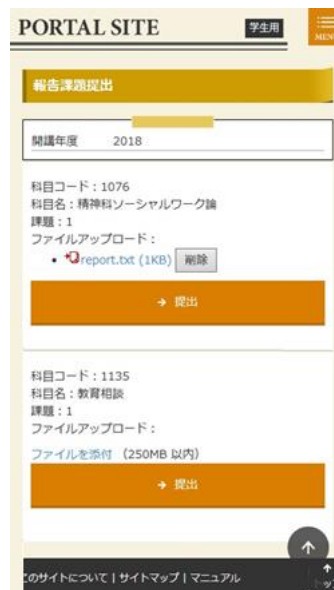 PORTAL SITE
学生用
MENU
報告課題提出
開講年度 2018
科目コード：1076
科目名：精神科ソーシャルワーク論
課題：1
ファイルアップロード：
report.txt (1KB) 削除
→ 提出
科目コード：1135
科目名：教育相談
課題：1
ファイルアップロード：
ファイルを添付 （250MB 以内）
→ 提出
このサイトについて | サイトマップ | マニュアル